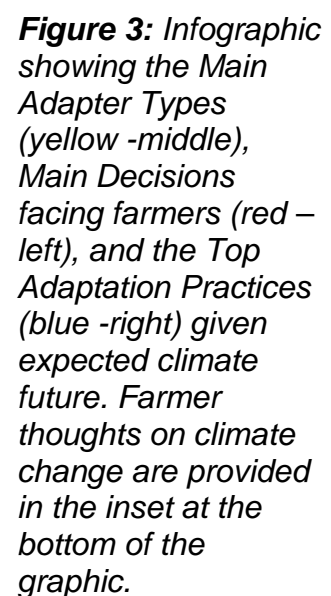 Figure 3: Infographic
showing the Main
Adapter Types
(yellow -middle),
Main Decisions
facing farmers (red –
left), and the Top
Adaptation Practices
(blue -right) given
expected climate
future. Farmer
thoughts on climate
change are provided
in the inset at the
bottom of the
graphic.